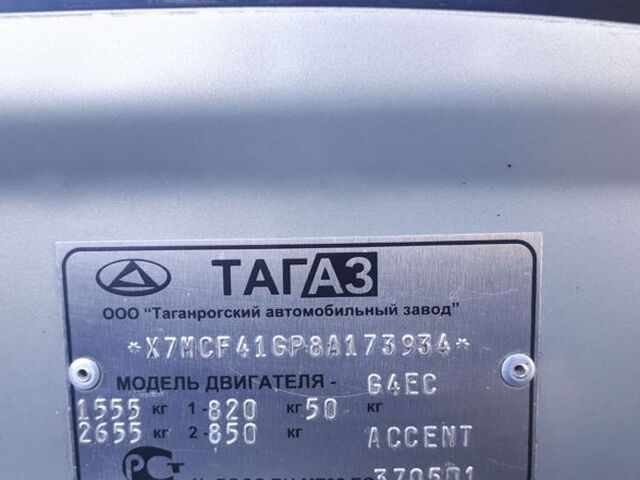 ТАГАЗ
ООО "Таганрогский автомобильный завод"
*X7MCF41GP8A173934*
МОДЕЛЬ ДВИГАТЕЛЯ - G4EC
1555 кг 1-820 кг 50 кг
2655 кг 2-850 кг ACCENT
РСТ